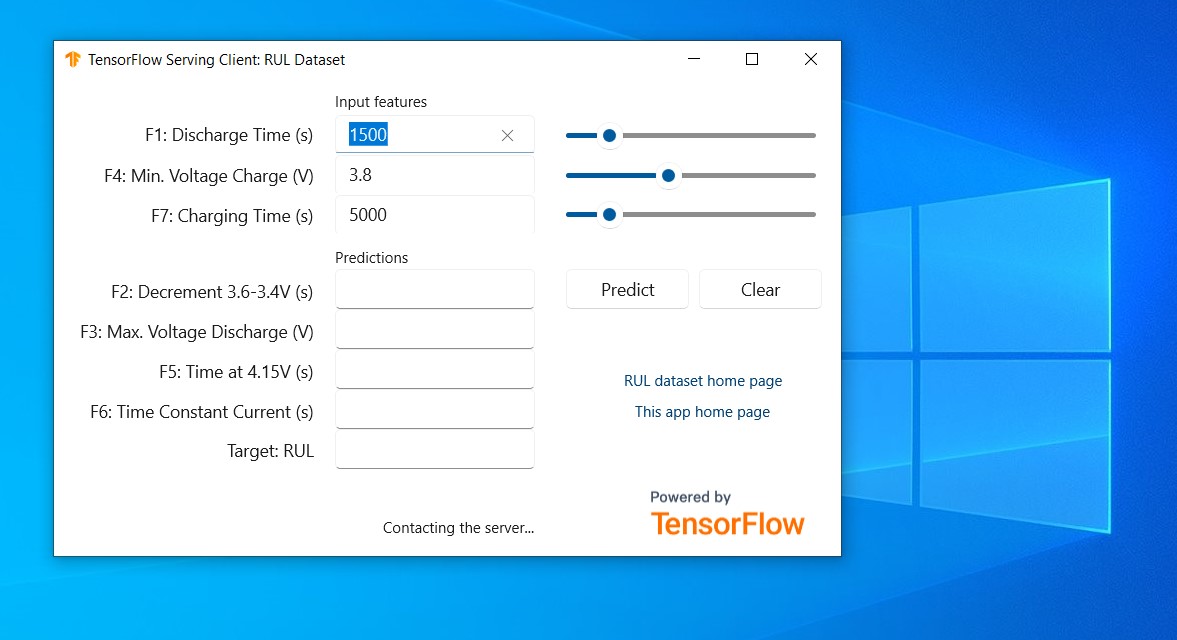 TensorFlow Serving Client: RUL Dataset
Input features
F1: Discharge Time (s) 1500
F4: Min. Voltage Charge (V) 3.8
F7: Charging Time (s) 5000
Predictions
F2: Decrement 3.6-3.4V (s) Predict Clear
F3: Max. Voltage Discharge (V)
F5: Time at 4.15V (s)
RUL dataset home page
F6: Time Constant Current (s) This app home page
Target: RUL
Powered by
TensorFlow
Contacting the server...